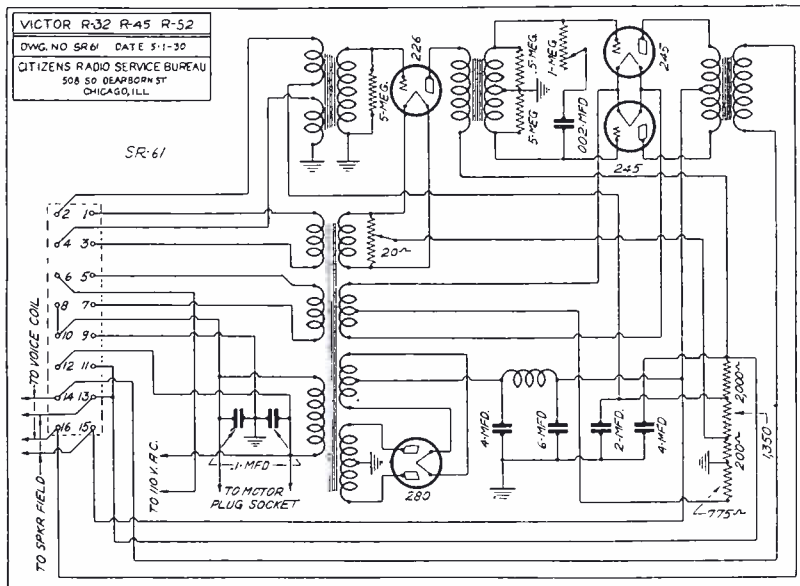 VICTOR R-32 R-45 R-52
DWG. NO SR61 DATE 5-1-30
CITIZENS RADIO SERVICE BUREAU
508 SO DEARBORN ST
CHICAGO, ILL
SR-61
226
.5-MEG.
.5-MEG.
.5-MEG
.1-MEG.
.002-MFD
245
245
20~
2 1
4 3
6 5
8 7
10 9
12 11
14 13
16 15
TO VOICE COIL
TO SPKR FIELD
TO 110 V. A.C.
.1-MFD
TO MOTOR
PLUG SOCKET
280
4-MFD.
6-MFD.
2-MFD.
4-MFD.
2,000~
200~
1,350
775~